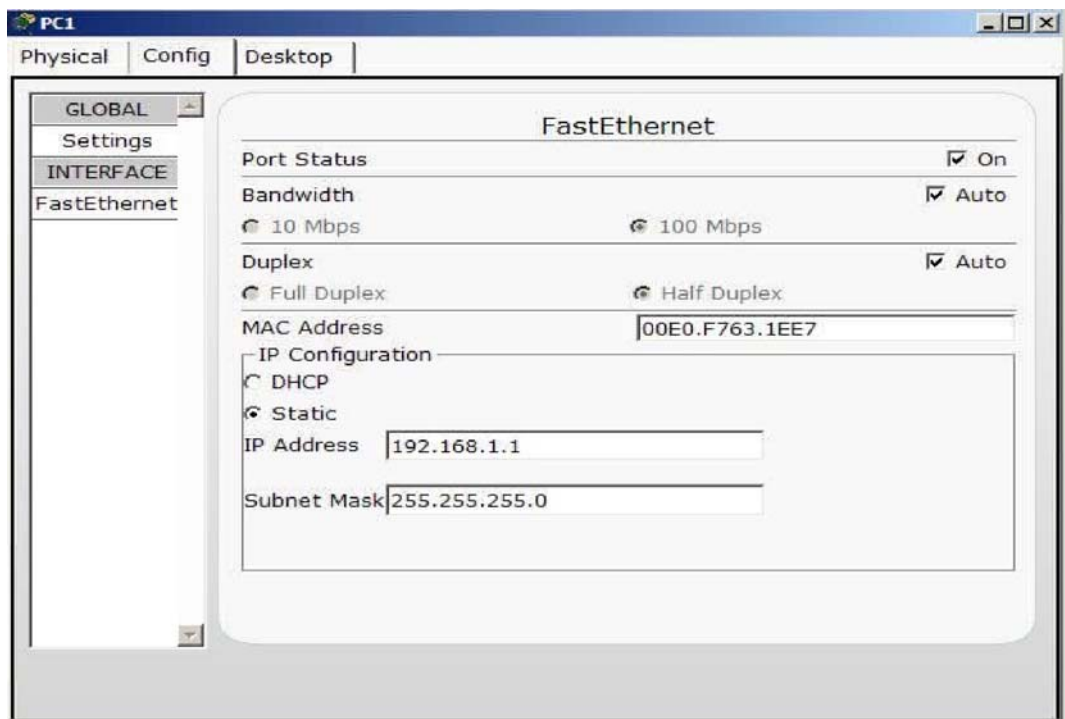 PC1
Physical Config Desktop
GLOBAL
Settings
INTERFACE
FastEthernet
FastEthernet
Port Status On
Bandwidth Auto
10 Mbps 100 Mbps
Duplex Auto
Full Duplex Half Duplex
MAC Address 00E0.F763.1EE7
IP Configuration
DHCP
Static
IP Address 192.168.1.1
Subnet Mask 255.255.255.0